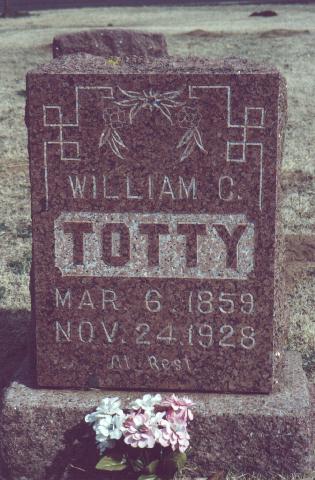 WILLIAM C.
TOTTY
MAR. 6. 1859
NOV. 24. 1928
At Rest